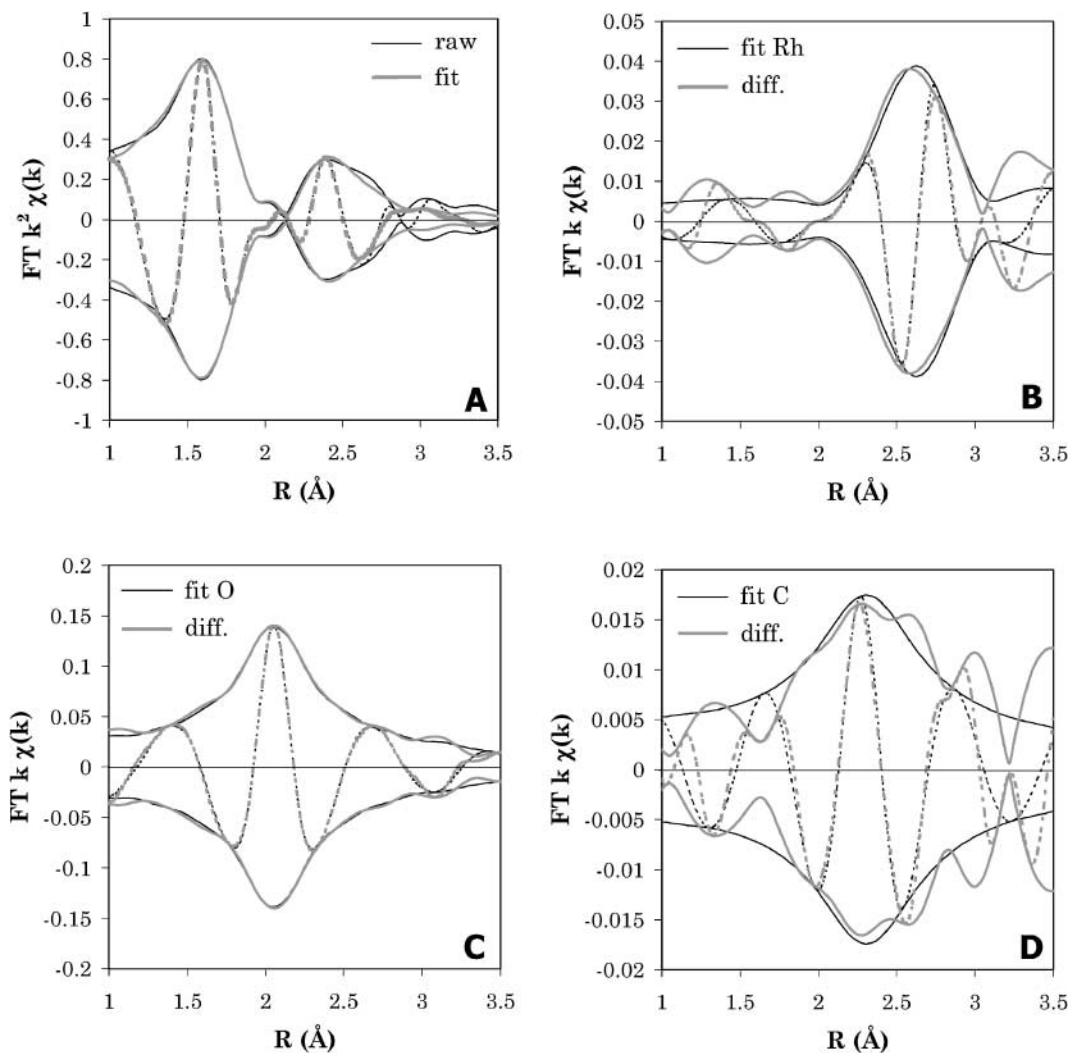 1
0.8
0.6
0.4
0.2
0
-0.2
-0.4
-0.6
-0.8
-1
FT k² χ(k)
raw
fit
A
1 1.5 2 2.5 3 3.5
R (Å)
0.05
0.04
0.03
0.02
0.01
0
-0.01
-0.02
-0.03
-0.04
-0.05
FT k χ(k)
fit Rh
diff.
B
1 1.5 2 2.5 3 3.5
R (Å)
0.2
0.15
0.1
0.05
0
-0.05
-0.1
-0.15
-0.2
FT k χ(k)
fit O
diff.
C
1 1.5 2 2.5 3 3.5
R (Å)
0.02
0.015
0.01
0.005
0
-0.005
-0.01
-0.015
-0.02
FT k χ(k)
fit C
diff.
D
1 1.5 2 2.5 3 3.5
R (Å)